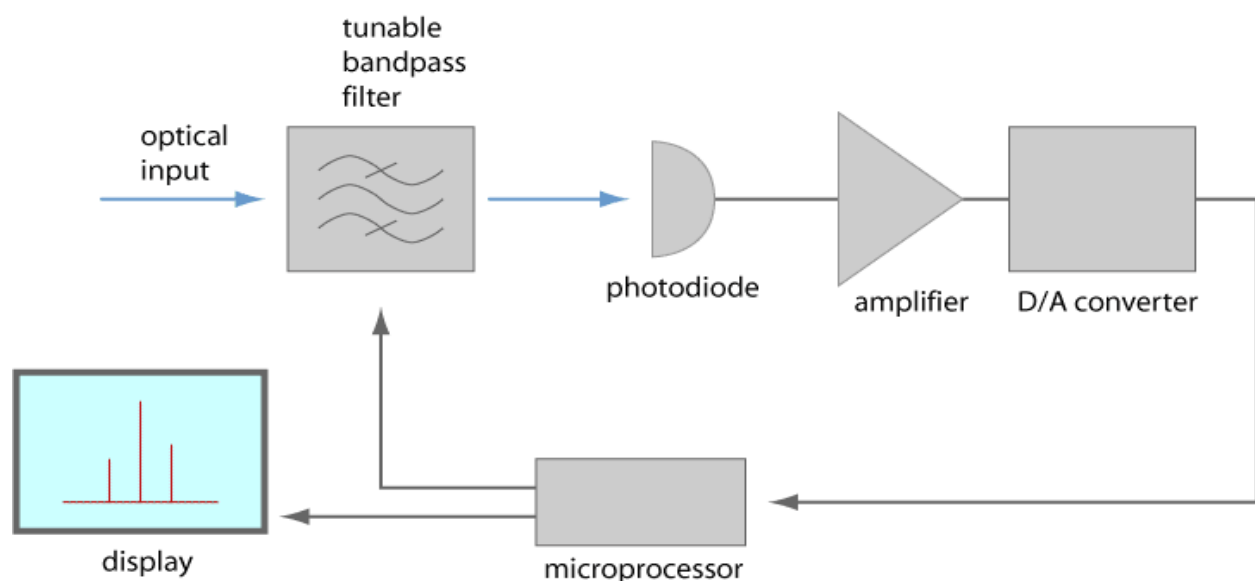 tunable
bandpass
filter
optical
input
photodiode
amplifier
D/A converter
display
microprocessor